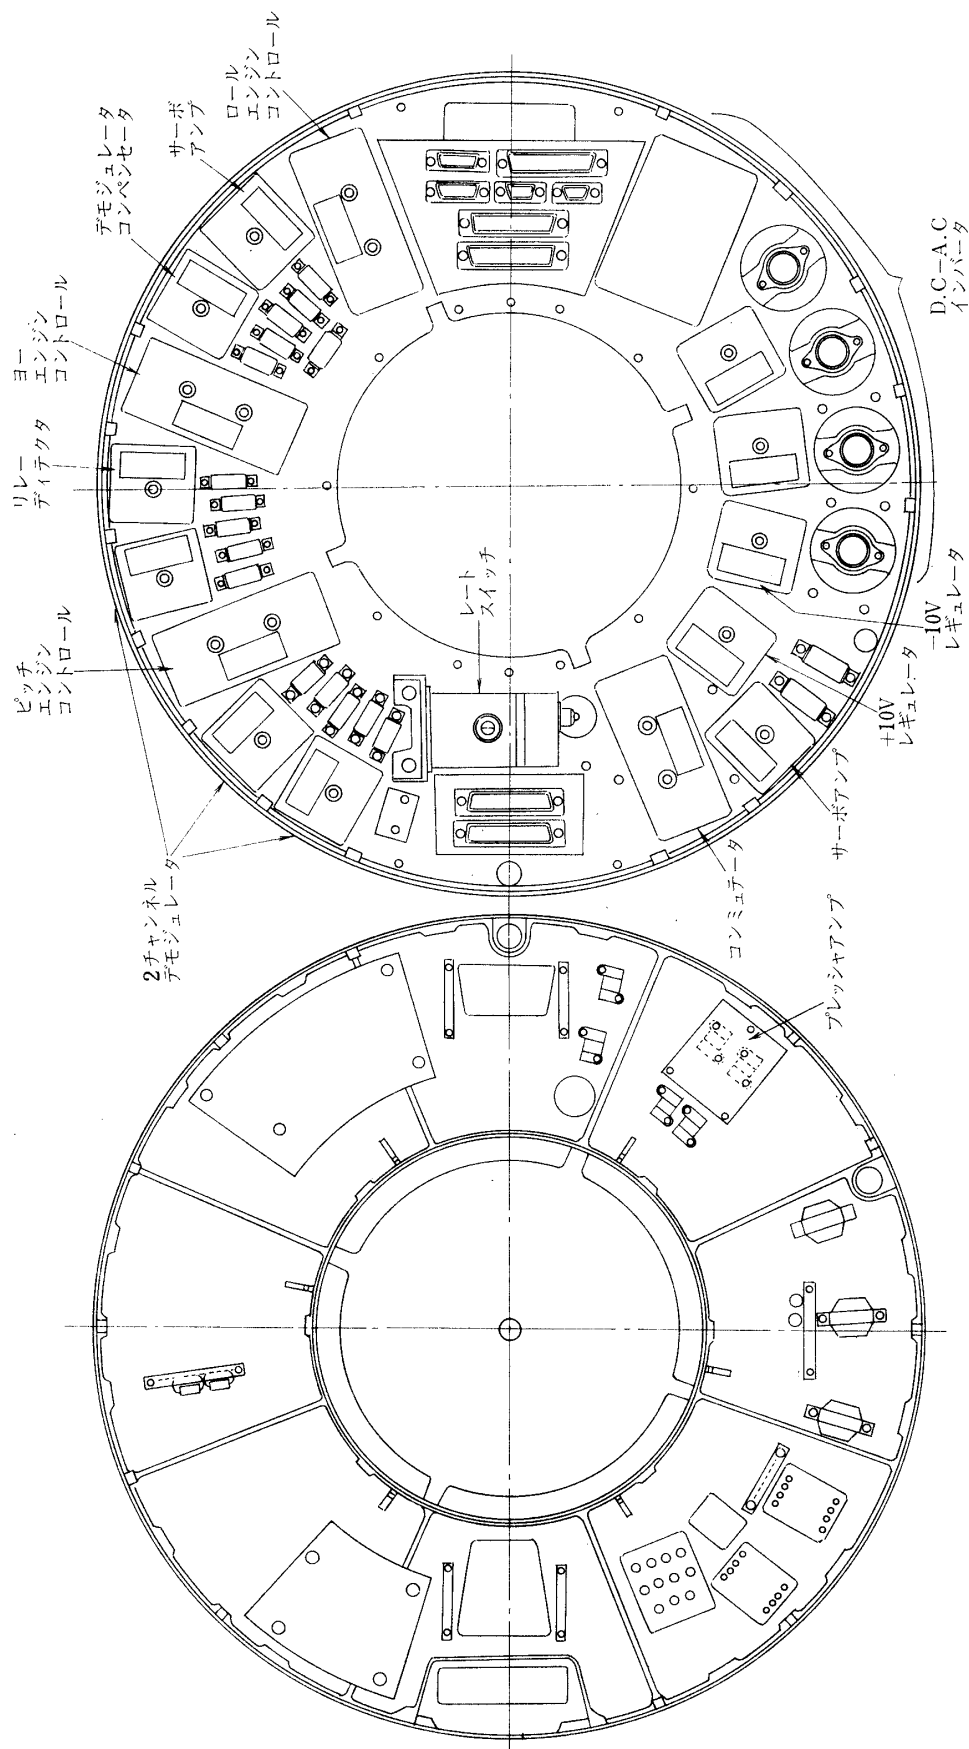 ロール
エンジン
コントロール
サーボ
アンプ
デモジュレータ
コンペンセータ
ヨー
エンジン
コントロール
リレー
ディテクタ
ピッチ
エンジン
コントロール
2チャンネル
デモジュレータ
レート
スイッチ
D.C-A.C
インバータ
-10V
レギュレータ
+10V
レギュレータ
サーボアンプ
コンミュテータ
プレッシャアンプ